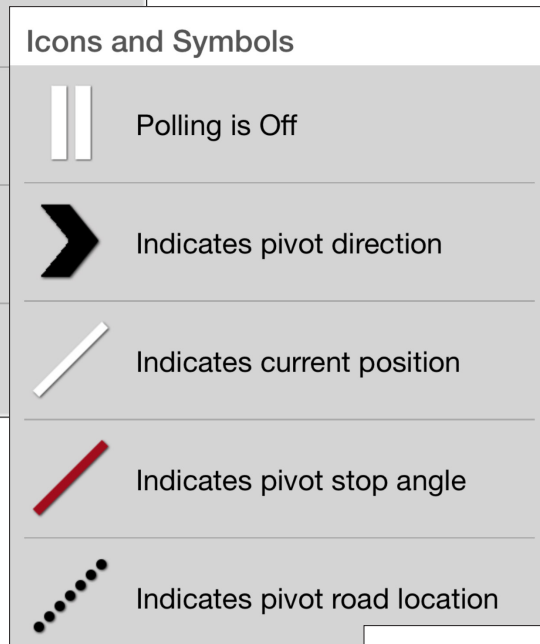 Icons and Symbols
Polling is Off
Indicates pivot direction
Indicates current position
Indicates pivot stop angle
Indicates pivot road location